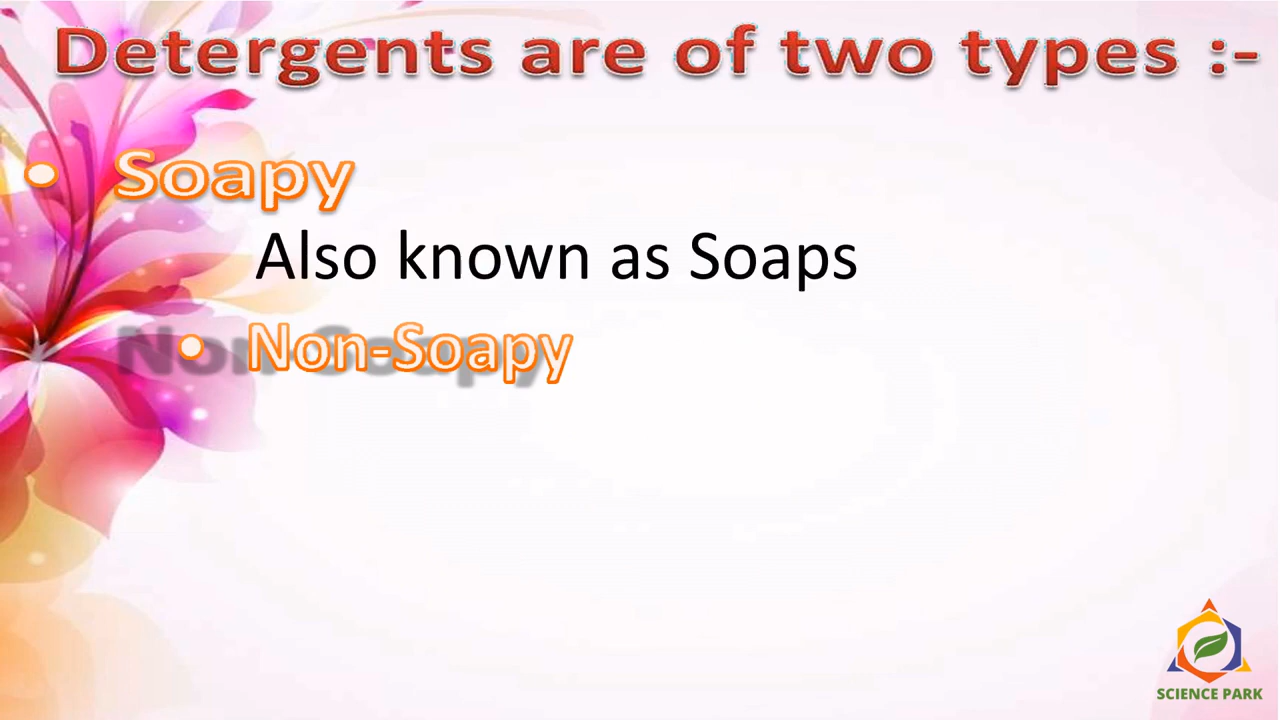 Detergents are of two types :-
• Soapy
Also known as Soaps
• Non-Soapy
SCIENCE PARK